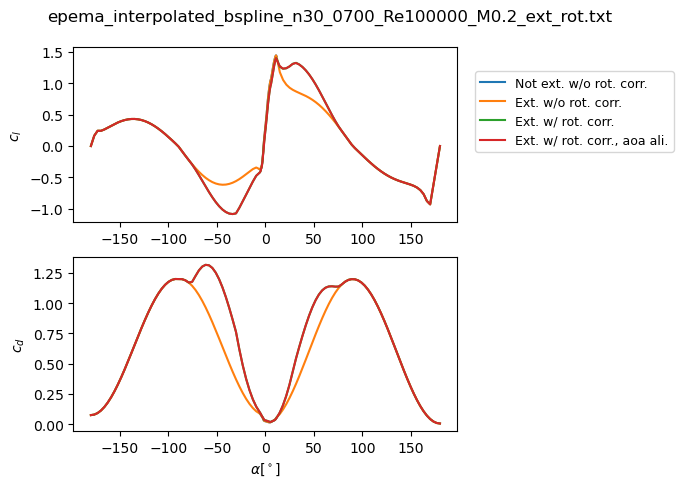 epema_interpolated_bspline_n30_0700_Re100000_M0.2_ext_rot.txt
1.5
1.0
0.5
0.0
−0.5
−1.0
c_l
−150 −100 −50 0 50 100 150
Not ext. w/o rot. corr.
Ext. w/o rot. corr.
Ext. w/ rot. corr.
Ext. w/ rot. corr., aoa ali.
1.25
1.00
0.75
0.50
0.25
0.00
c_d
−150 −100 −50 0 50 100 150
α[°]